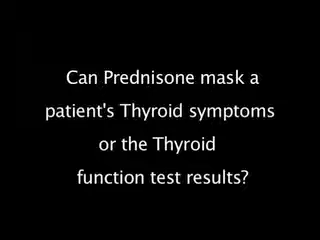 Can Prednisone mask a
patient's Thyroid symptoms
or the Thyroid
function test results?